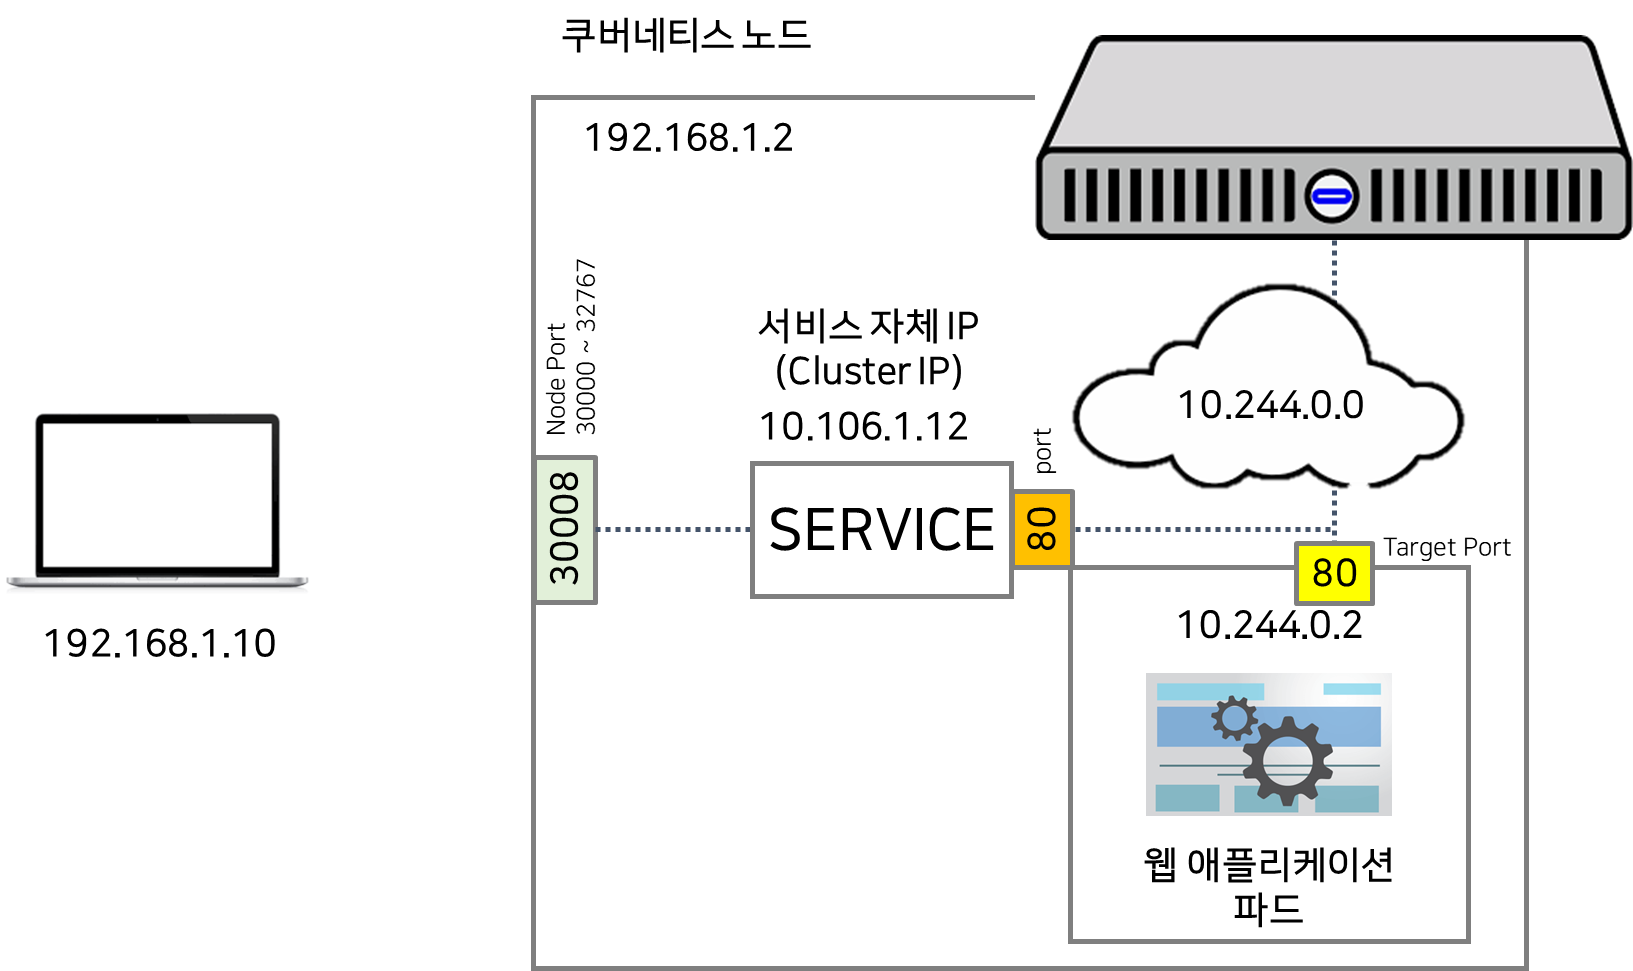 쿠버네티스 노드
192.168.1.2
Node Port
30000 ~ 32767
서비스 자체 IP
(Cluster IP)
10.106.1.12
10.244.0.0
port
30008
SERVICE
80
Target Port
80
192.168.1.10
10.244.0.2
웹 애플리케이션
파드